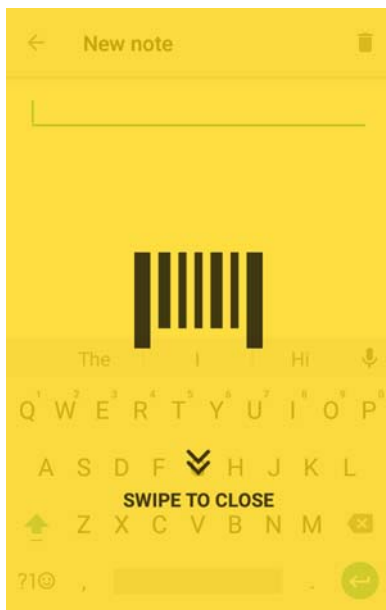 New note
The I Hi
1 2 3 4 5 6 7 8 9 0
Q W E R T Y U I O P
A S D F G H J K L
SWIPE TO CLOSE
Z X C V B N M
?1☺ , .